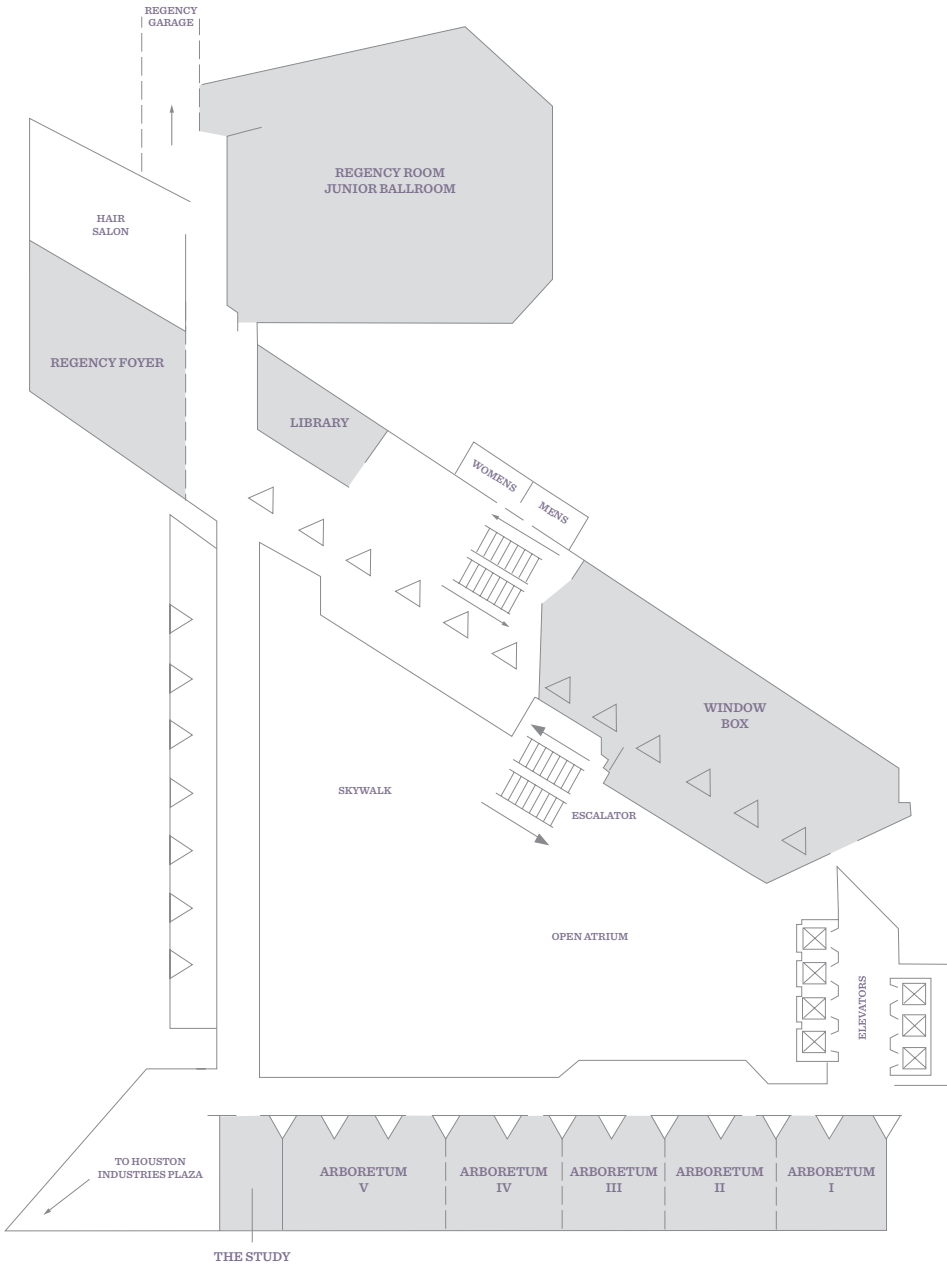 REGENCY
GARAGE
REGENCY ROOM
JUNIOR BALLROOM
HAIR
SALON
REGENCY FOYER
LIBRARY
WOMENS
MENS
WINDOW
BOX
SKYWALK
ESCALATOR
OPEN ATRIUM
ELEVATORS
TO HOUSTON
INDUSTRIES PLAZA
ARBORETUM
V
ARBORETUM
IV
ARBORETUM
III
ARBORETUM
II
ARBORETUM
I
THE STUDY